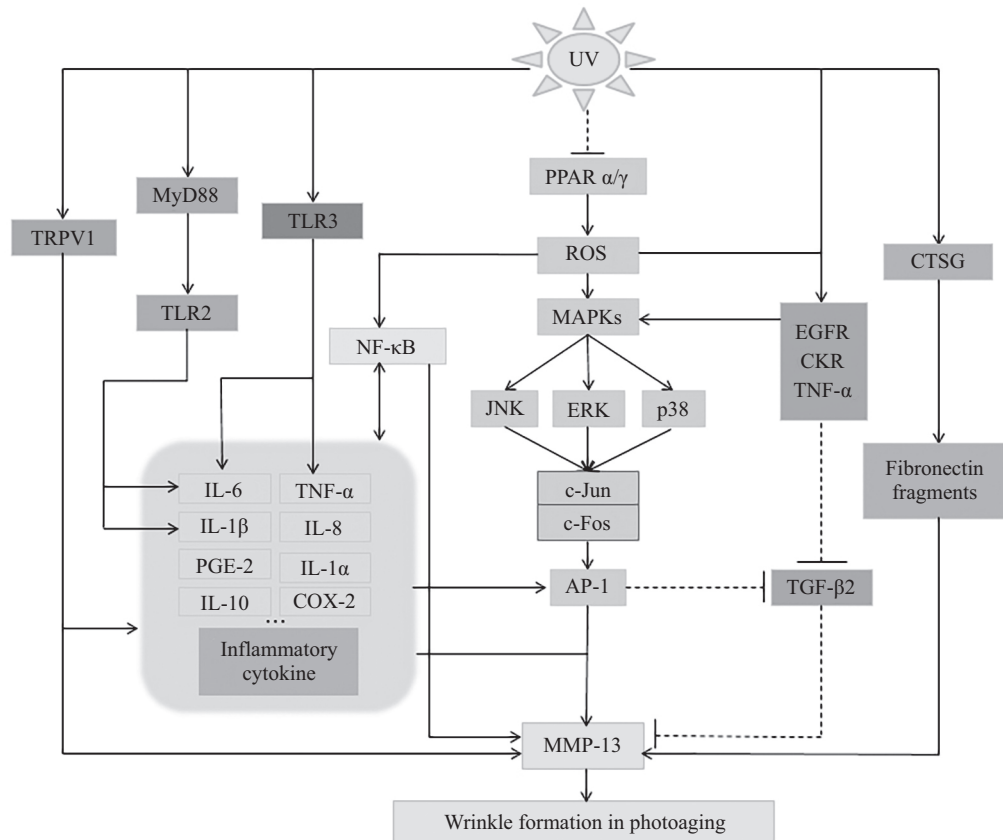 UV
PPAR α/γ
MyD88
TLR3
TRPV1
ROS
CTSG
TLR2
MAPKs
NF-κB
EGFR
CKR
TNF-α
JNK
ERK
p38
Fibronectin
fragments
IL-6
TNF-α
c-Jun
IL-1β
IL-8
c-Fos
PGE-2
IL-1α
AP-1
TGF-β2
IL-10
COX-2
...
Inflammatory
cytokine
MMP-13
Wrinkle formation in photoaging